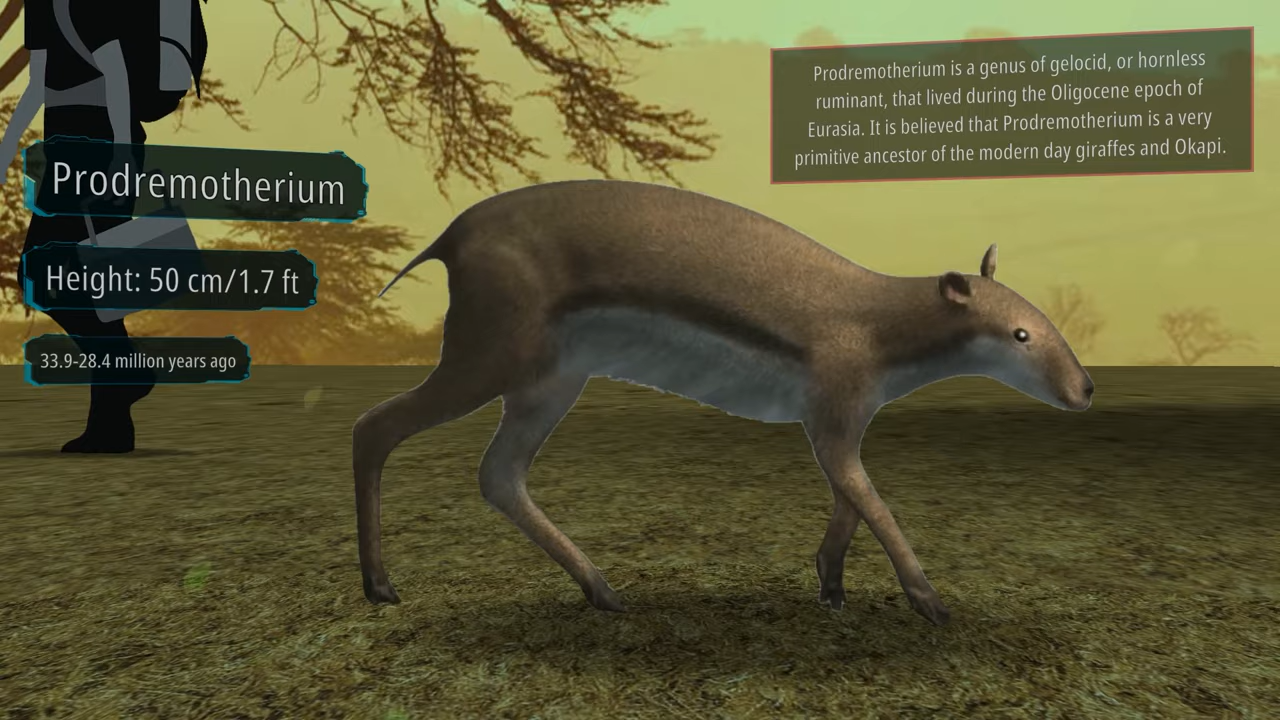 Prodremotherium
Height: 50 cm/1.7 ft
33.9-28.4 million years ago
Prodremotherium is a genus of gelocid, or hornless
ruminant, that lived during the Oligocene epoch of
Eurasia. It is believed that Prodremotherium is a very
primitive ancestor of the modern day giraffes and Okapi.